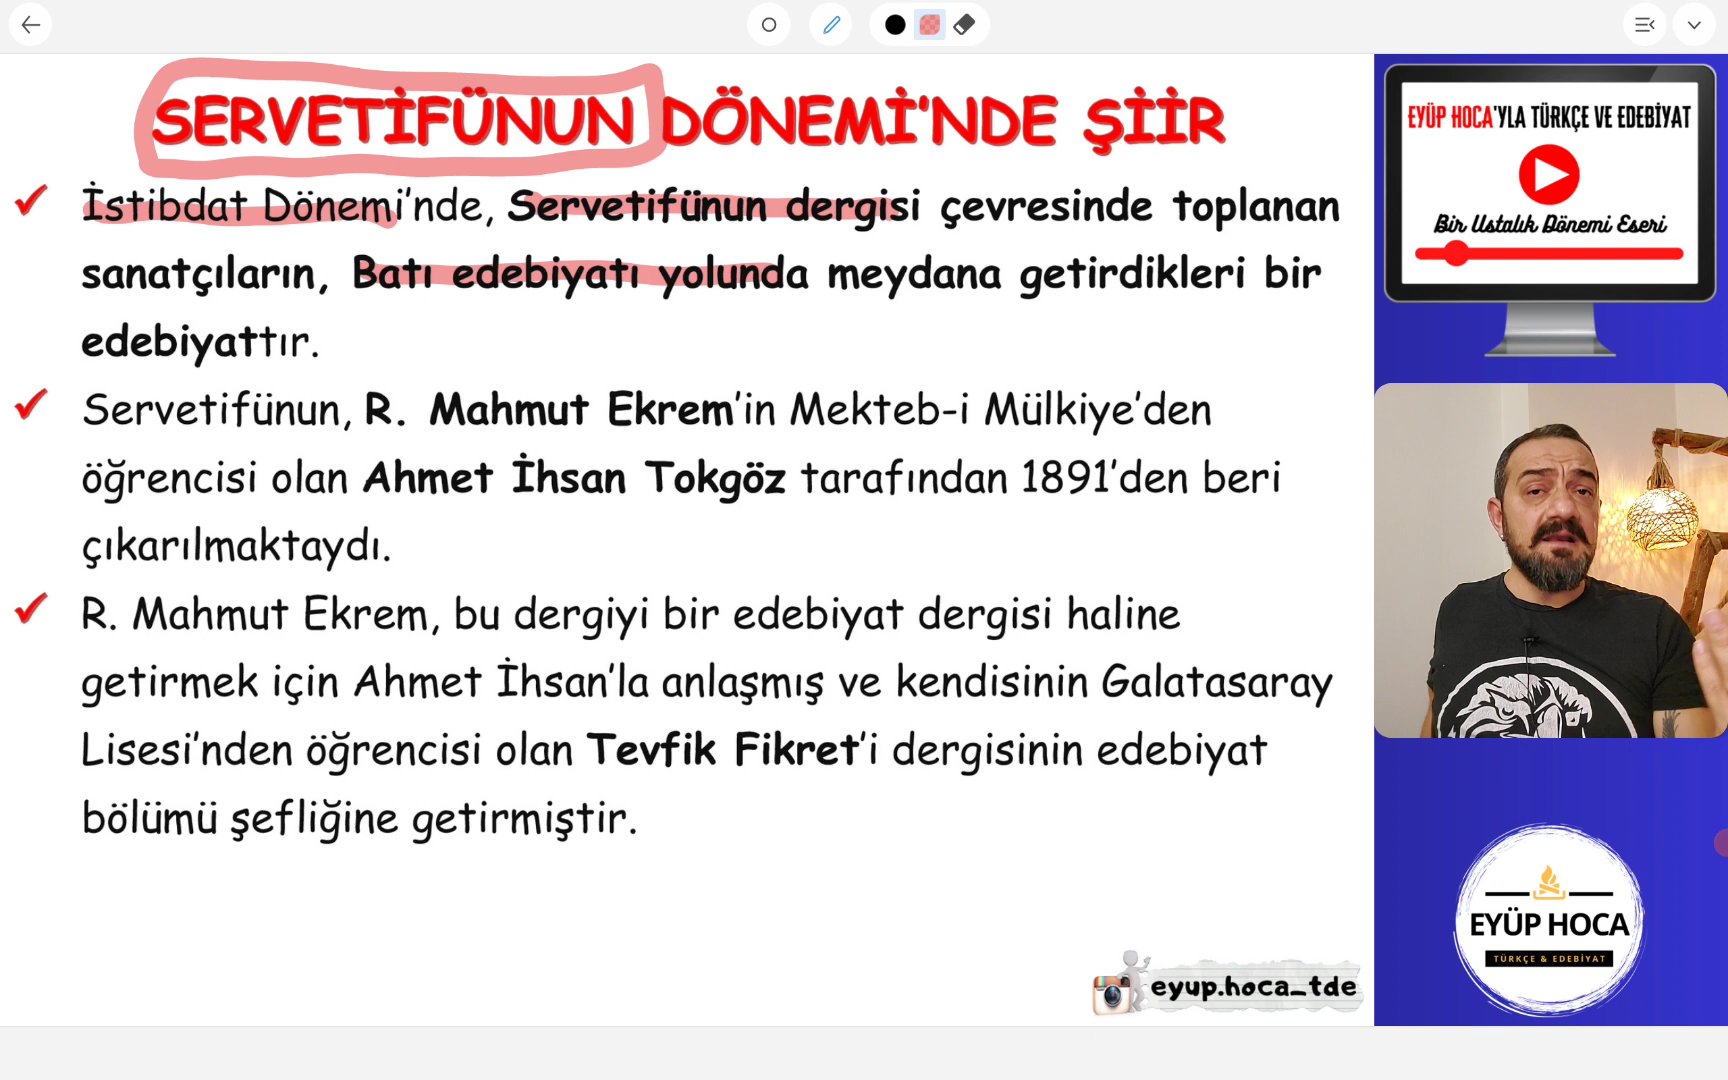 SERVETİFÜNUN DÖNEMİ'NDE ŞİİR
İstibdat Dönemi'nde, Servetifünun dergisi çevresinde toplanan
sanatçıların, Batı edebiyatı yolunda meydana getirdikleri bir
edebiyattır.
Servetifünun, R. Mahmut Ekrem'in Mekteb-i Mülkiye'den
öğrencisi olan Ahmet İhsan Tokgöz tarafından 1891'den beri
çıkarılmaktaydı.
R. Mahmut Ekrem, bu dergiyi bir edebiyat dergisi haline
getirmek için Ahmet İhsan'la anlaşmış ve kendisinin Galatasaray
Lisesi'nden öğrencisi olan Tevfik Fikret'i dergisinin edebiyat
bölümü şefliğine getirmiştir.
eyup.hoca_tde
EYÜP HOCA'YLA TÜRKÇE VE EDEBİYAT
Bir Ustalık Dönemi Eseri
EYÜP HOCA
TÜRKÇE & EDEBİYAT